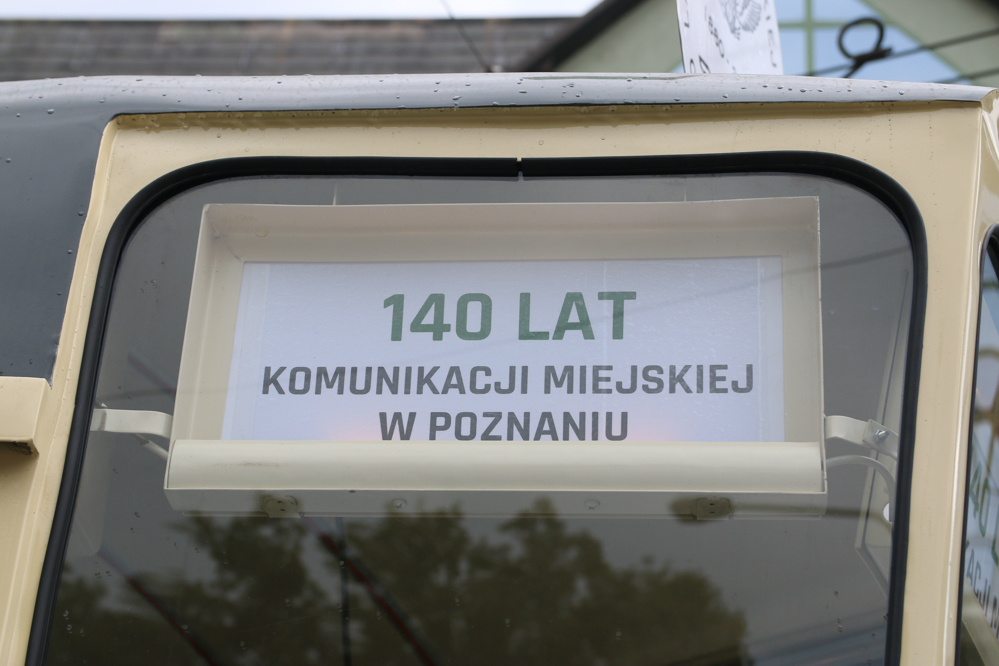 140 LAT
KOMUNIKACJI MIEJSKIEJ
W POZNANIU